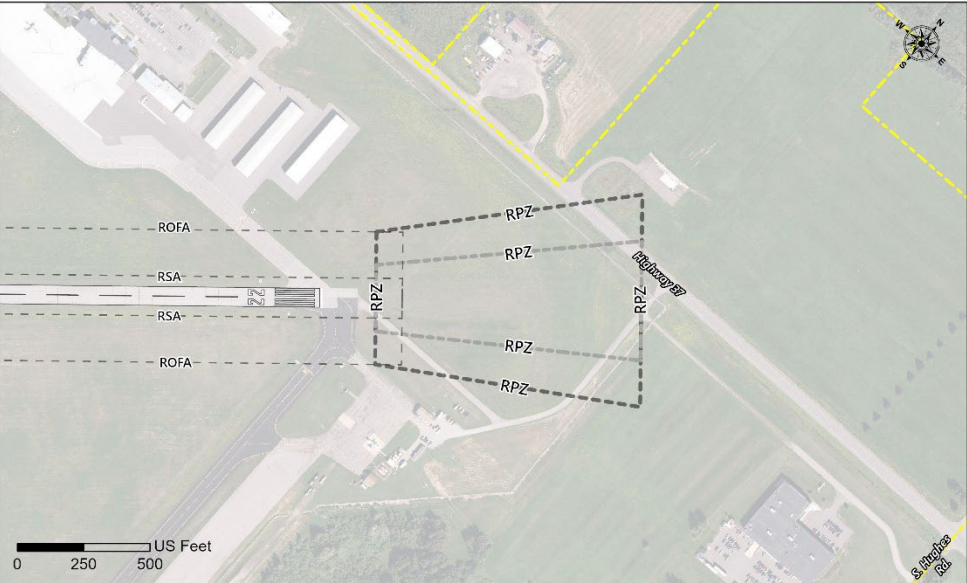 N
W
E
S
RPZ
ROFA
RPZ
Highway 37
RSA
RPZ
RPZ
22
RSA
RPZ
ROFA
RPZ
US Feet
0
250
500
S. Hughes
Rd.